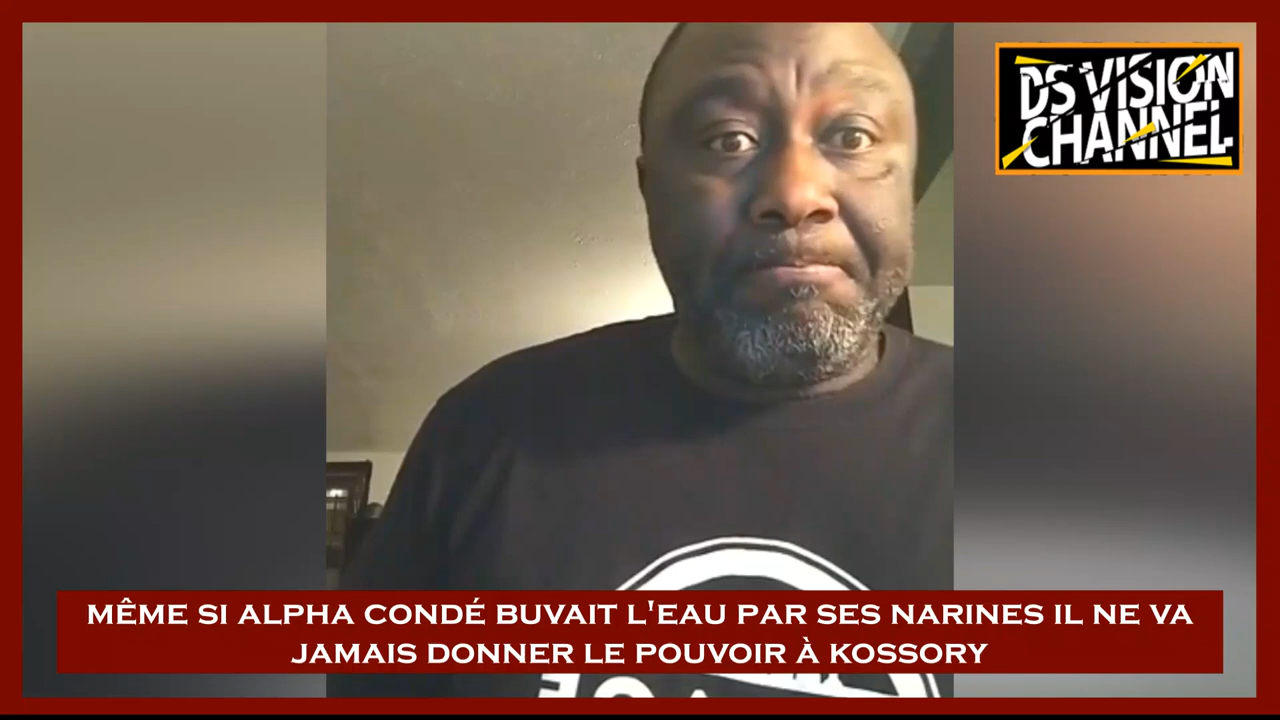 DS VISION
CHANNEL
MÊME SI ALPHA CONDÉ BUVAIT L'EAU PAR SES NARINES IL NE VA
JAMAIS DONNER LE POUVOIR À KOSSORY